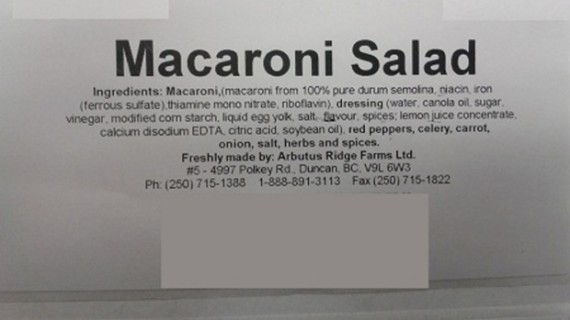 Macaroni Salad
Ingredients: Macaroni,(macaroni from 100% pure durum semolina, niacin, iron
(ferrous sulfate),thiamine mono nitrate, riboflavin), dressing (water, canola oil, sugar,
vinegar, modified corn starch, liquid egg yolk, salt, flavour, spices, lemon juice concentrate,
calcium disodium EDTA, citric acid, soybean oil), red peppers, celery, carrot,
onion, salt, herbs and spices.
Freshly made by: Arbutus Ridge Farms Ltd.
#5 - 4997 Polkey Rd., Duncan, BC, V9L 6W3
Ph: (250) 715-1388 1-888-891-3113 Fax (250) 715-1822